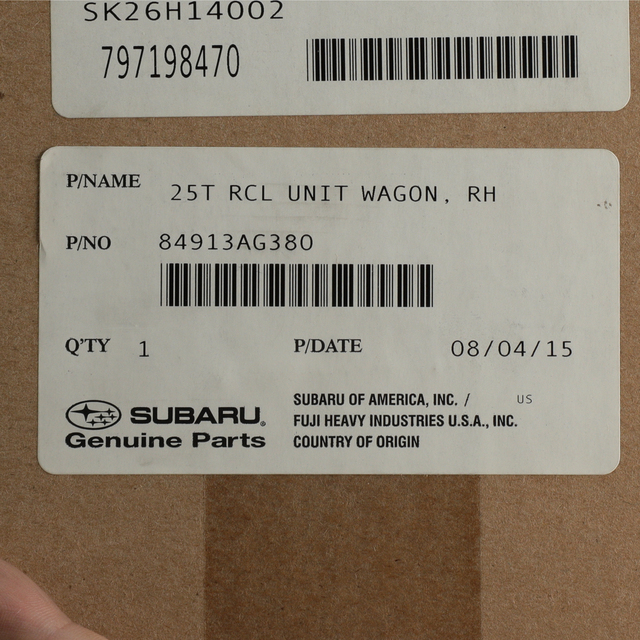 SK26H14002
797198470
P/NAME 25T RCL UNIT WAGON, RH
P/NO 84913AG380
Q'TY 1 P/DATE 08/04/15
SUBARU OF AMERICA, INC. / US
FUJI HEAVY INDUSTRIES U.S.A., INC.
COUNTRY OF ORIGIN
SUBARU®
Genuine Parts